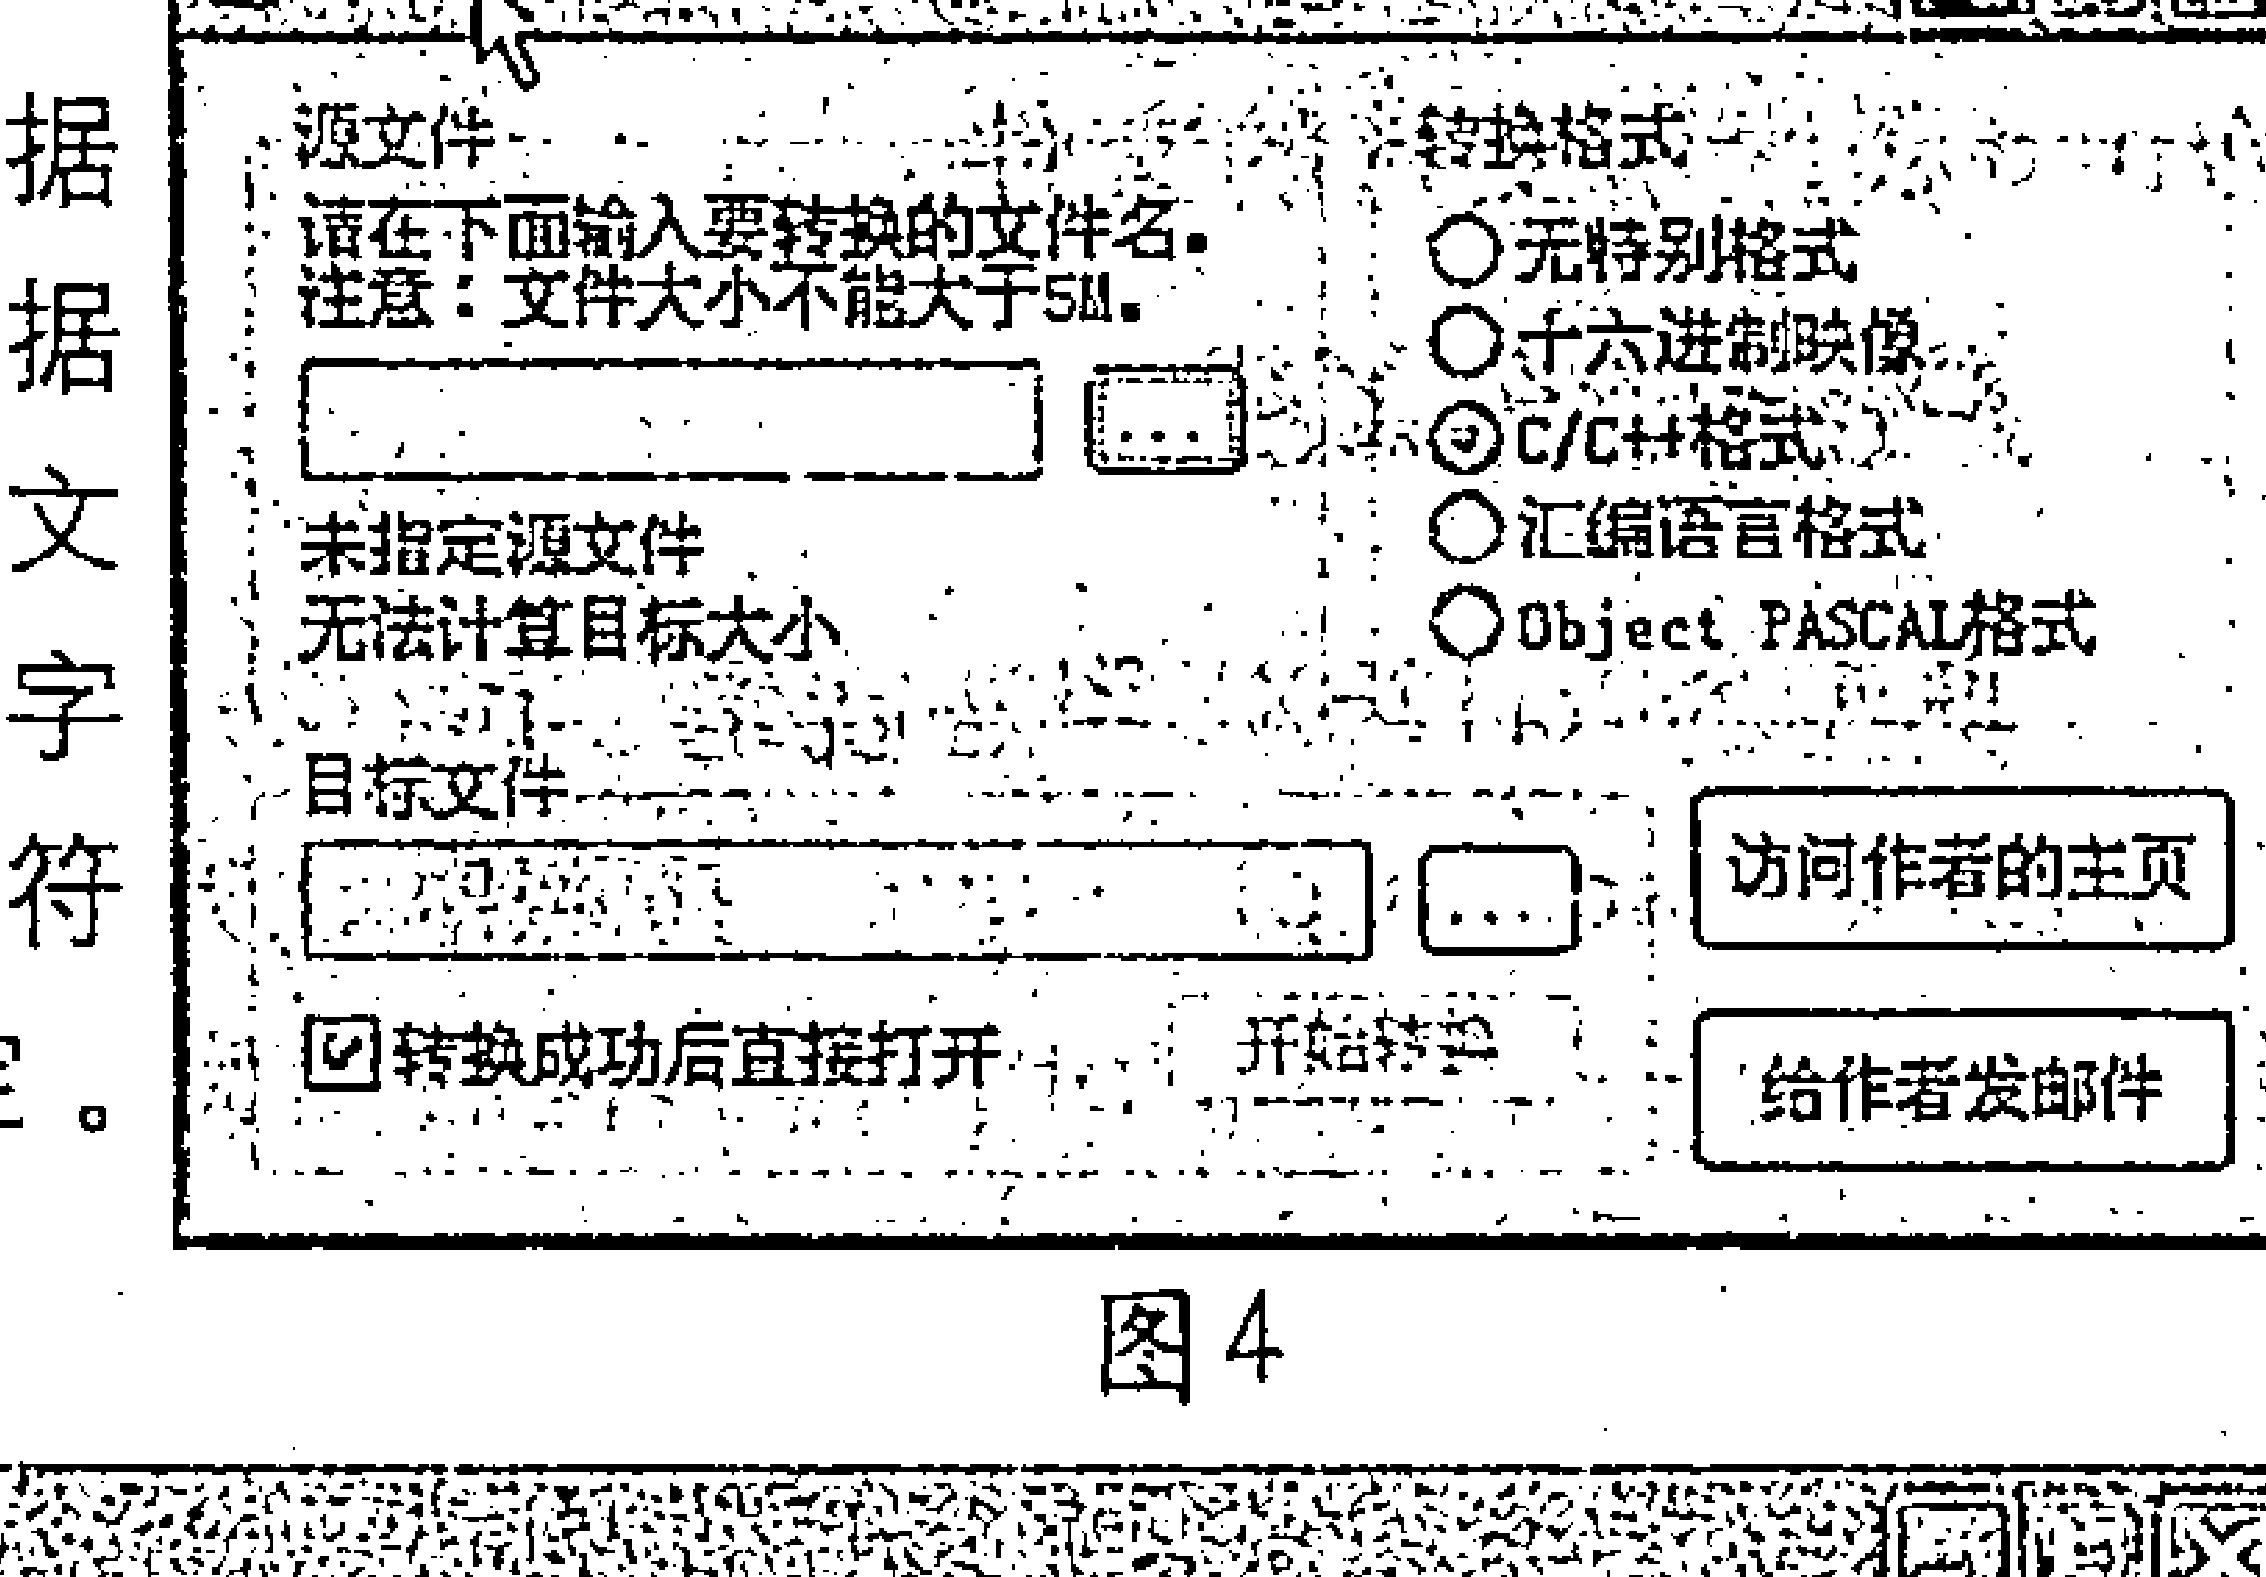 据
据
文
字
符
。
源文件
请在下面输入要转换的文件名.
注意:文件大小不能大于5M.
...
未指定源文件
无法计算目标大小
转换格式
无特别格式
十六进制映像
C/C++格式
汇编语言格式
Object PASCAL格式
目标文件
...
转换成功后直接打开
开始转换
访问作者的主页
给作者发邮件
图4